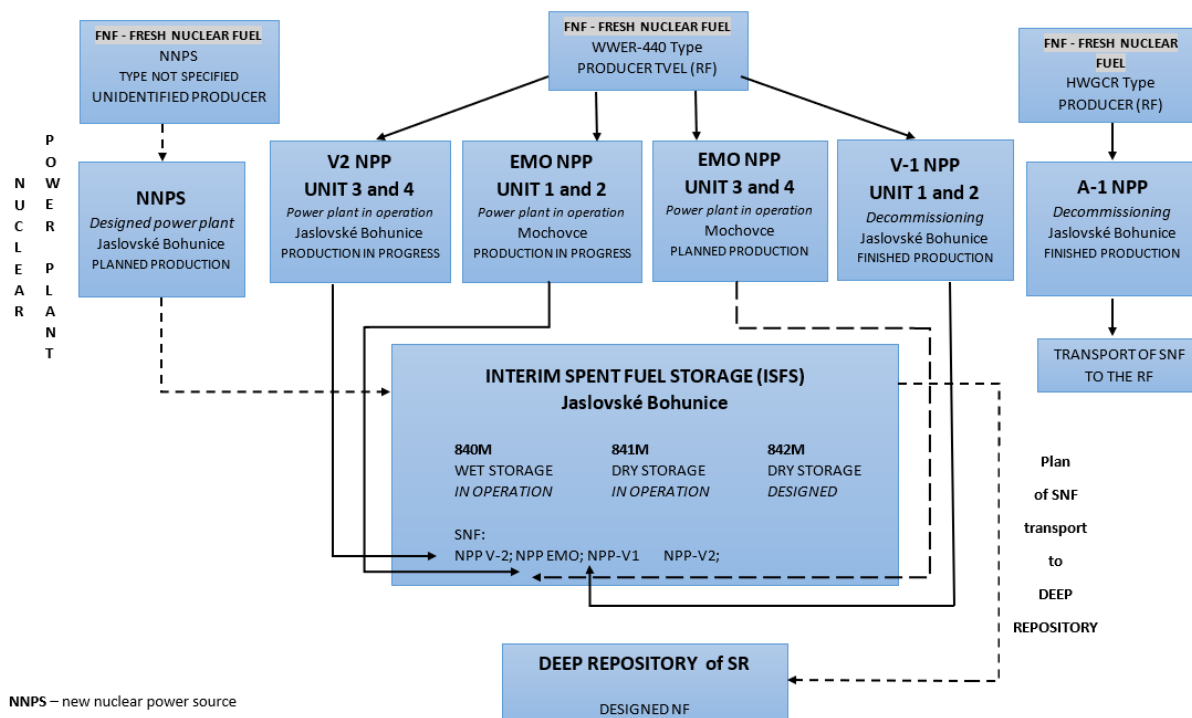 FNF - FRESH NUCLEAR FUEL
NNPS
TYPE NOT SPECIFIED
UNIDENTIFIED PRODUCER
FNF - FRESH NUCLEAR FUEL
WWER-440 Type
PRODUCER TVEL (RF)
FNF - FRESH NUCLEAR
FUEL
HWGCR Type
PRODUCER (RF)
NUCLEAR
POWER PLANT
NNPS
Designed power plant
Jaslovské Bohunice
PLANNED PRODUCTION
V2 NPP
UNIT 3 and 4
Power plant in operation
Jaslovské Bohunice
PRODUCTION IN PROGRESS
EMO NPP
UNIT 1 and 2
Power plant in operation
Mochovce
PRODUCTION IN PROGRESS
EMO NPP
UNIT 3 and 4
Power plant in operation
Mochovce
PLANNED PRODUCTION
V-1 NPP
UNIT 1 and 2
Decommissioning
Jaslovské Bohunice
FINISHED PRODUCTION
A-1 NPP
Decommissioning
Jaslovské Bohunice
FINISHED PRODUCTION
TRANSPORT OF SNF
TO THE RF
INTERIM SPENT FUEL STORAGE (ISFS)
Jaslovské Bohunice
840M
WET STORAGE
IN OPERATION
841M
DRY STORAGE
IN OPERATION
842M
DRY STORAGE
DESIGNED
SNF:
NPP V-2; NPP EMO; NPP-V1 NPP-V2;
Plan
of SNF
transport
to
DEEP
REPOSITORY
DEEP REPOSITORY of SR
DESIGNED NF
NNPS – new nuclear power source